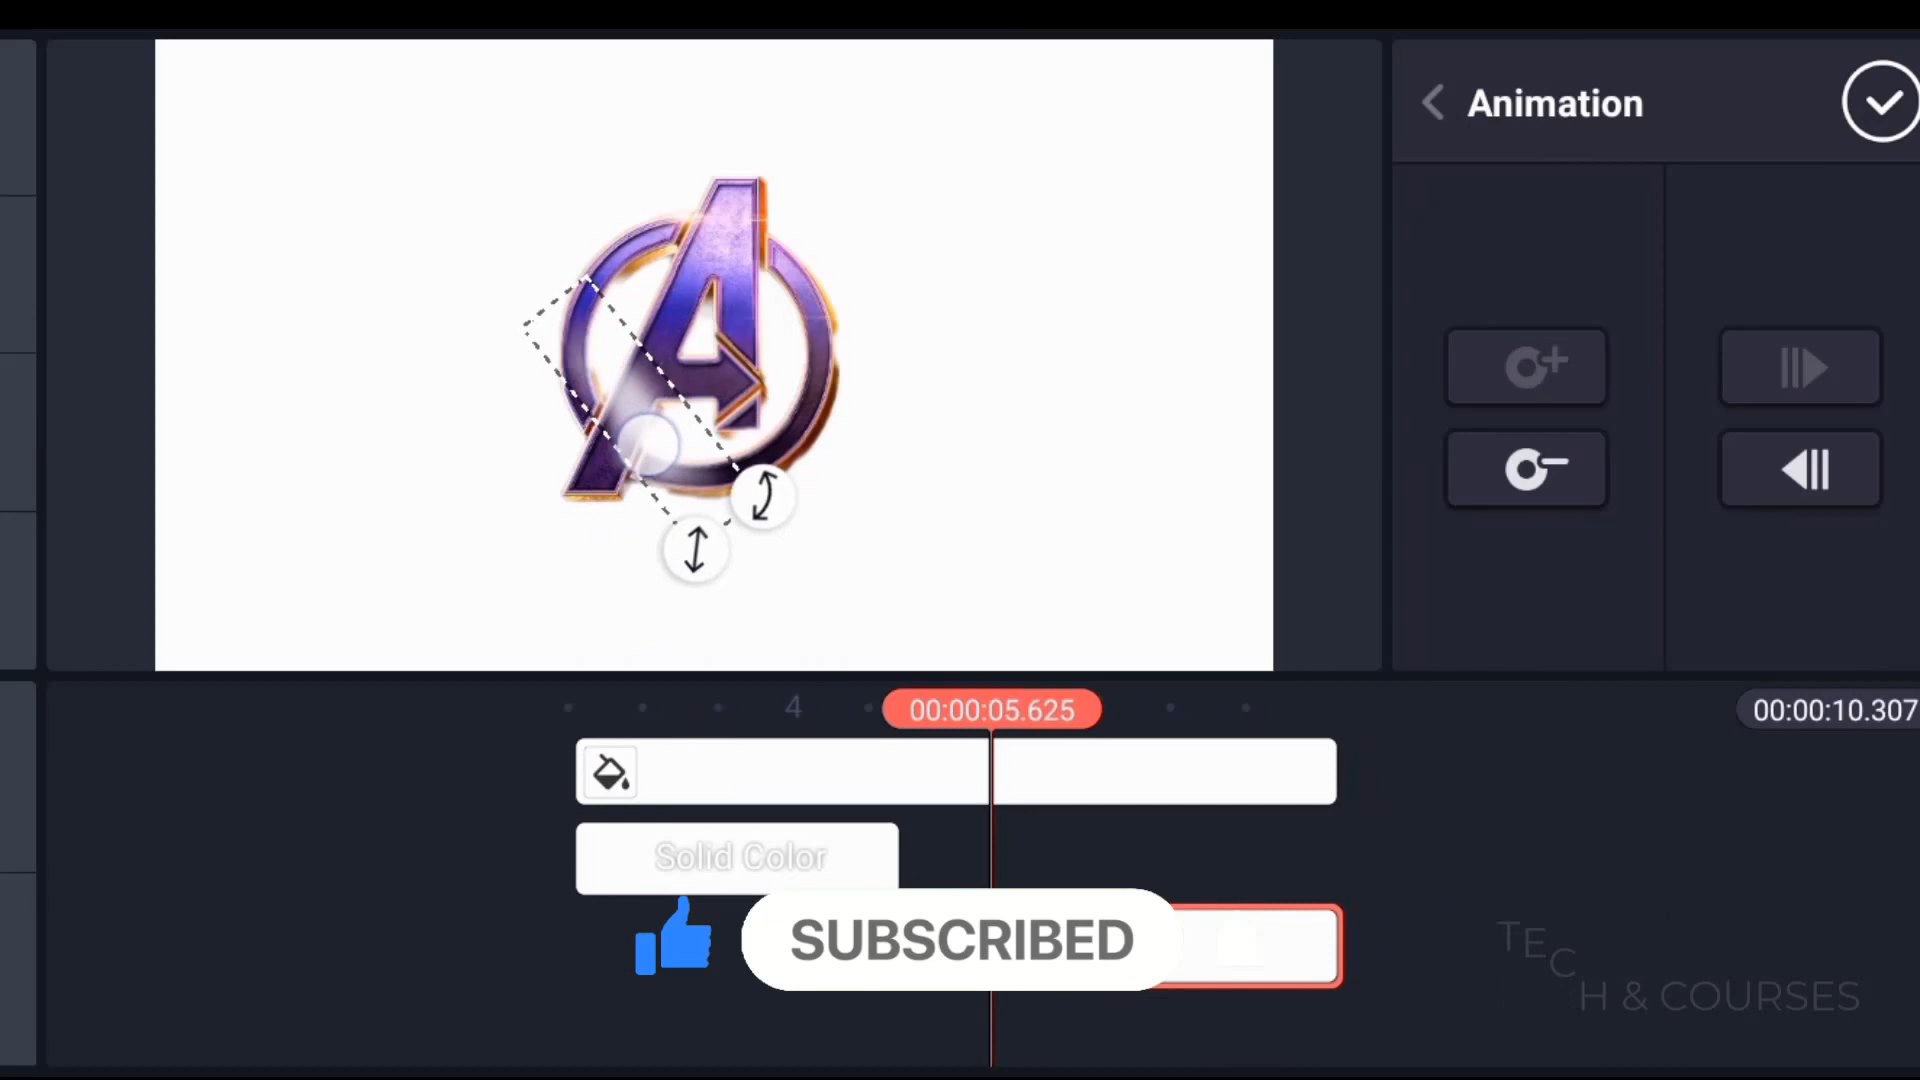 Animation
4
00:00:05.625
00:00:10.307
Solid Color
SUBSCRIBED
TEC
H & COURSES